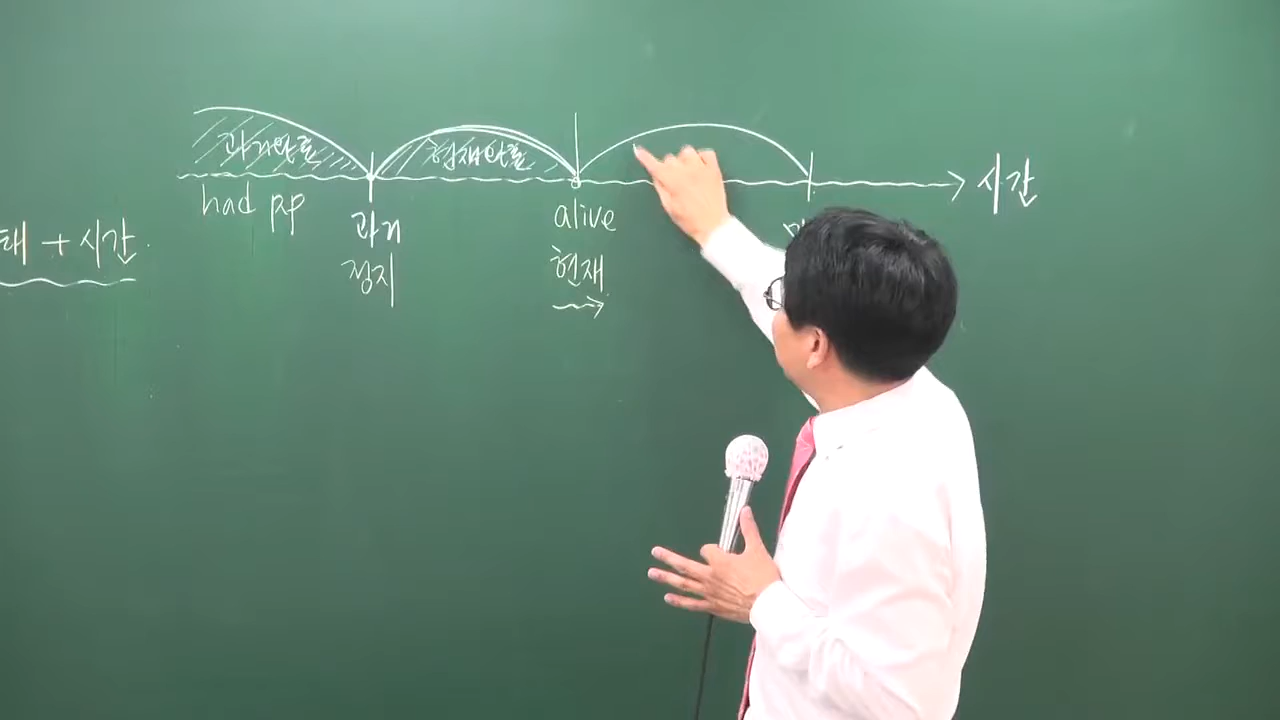 과거완료 현재완료
시간
had pp
과거 alive
태 + 시간
정지 현재